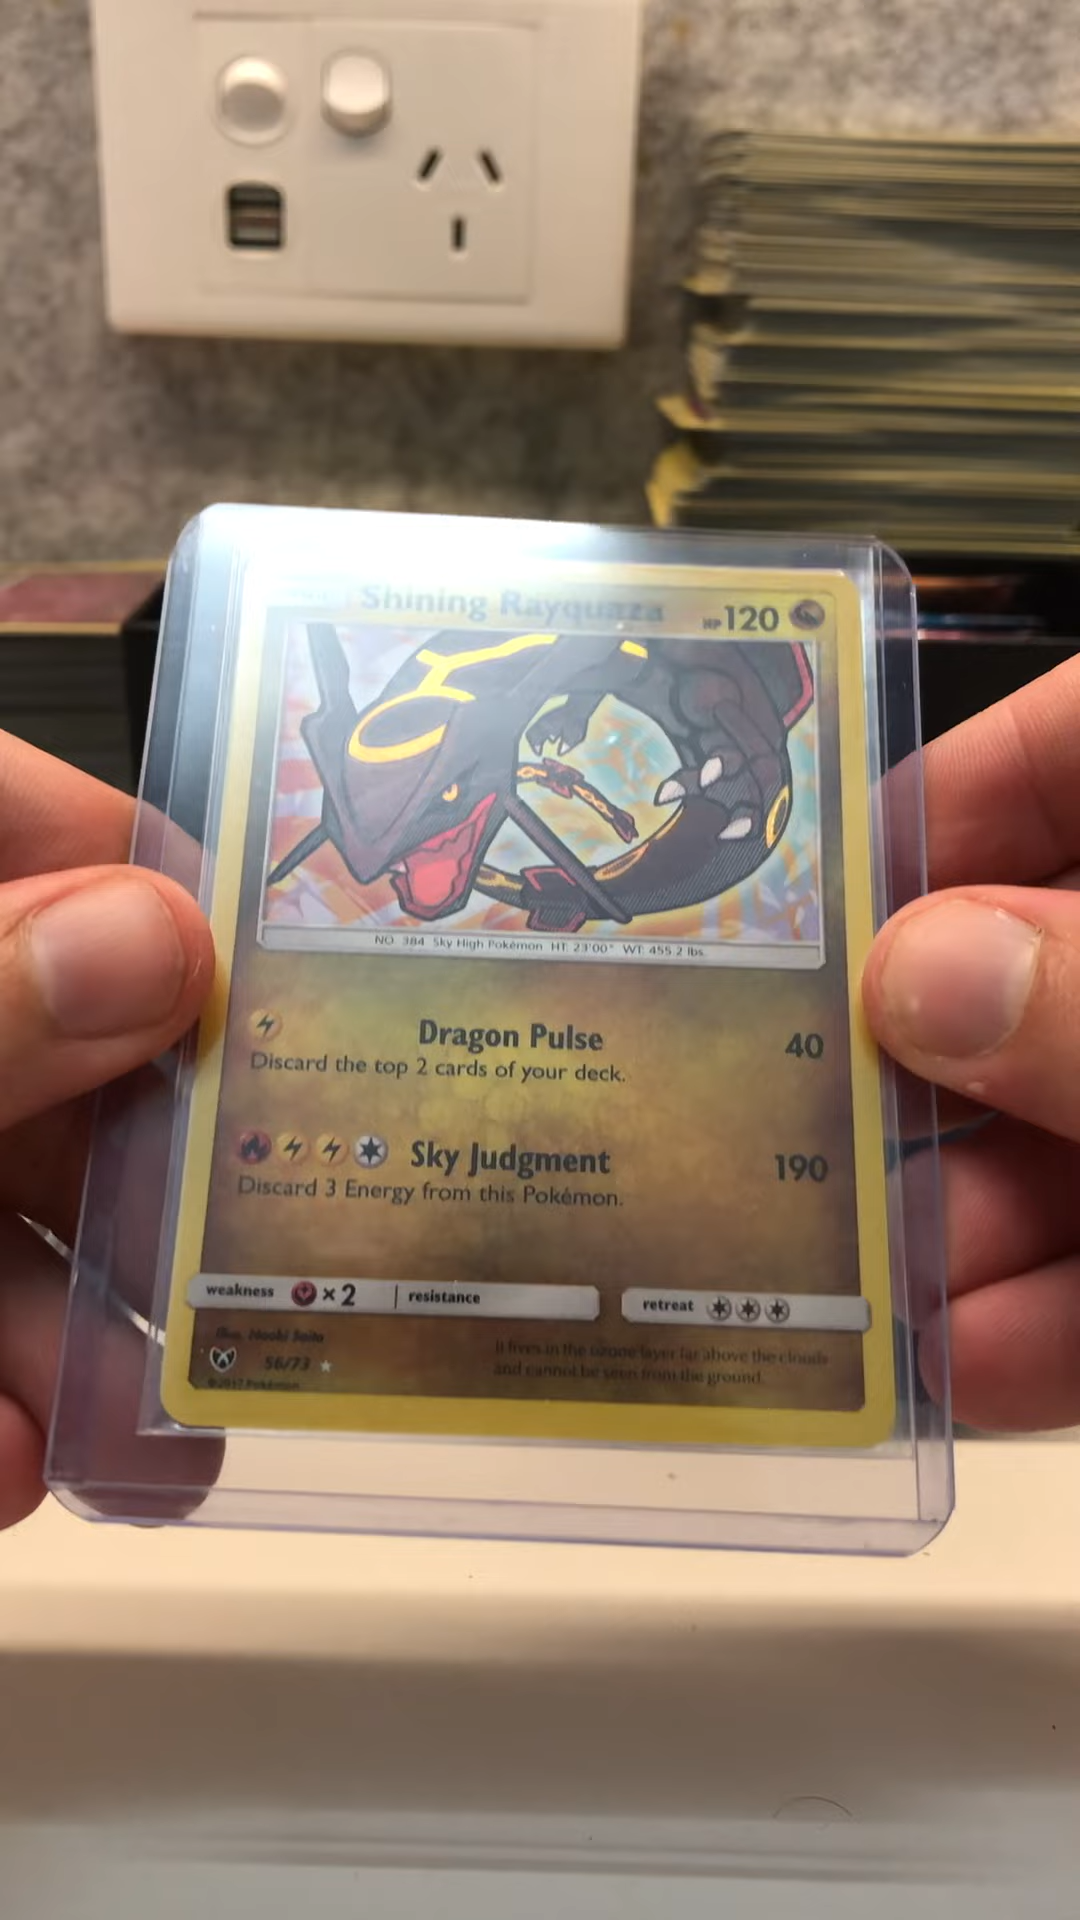 Shining Rayquaza HP 120
NO. 384 Sky High Pokémon HT: 23'00" WT: 455.2 lbs.
Dragon Pulse 40
Discard the top 2 cards of your deck.
Sky Judgment 190
Discard 3 Energy from this Pokémon.
weakness ×2 resistance retreat
Illus. Naoki Saito
56/73
©2017 Pokémon
It lives in the ozone layer far above the clouds
and cannot be seen from the ground.